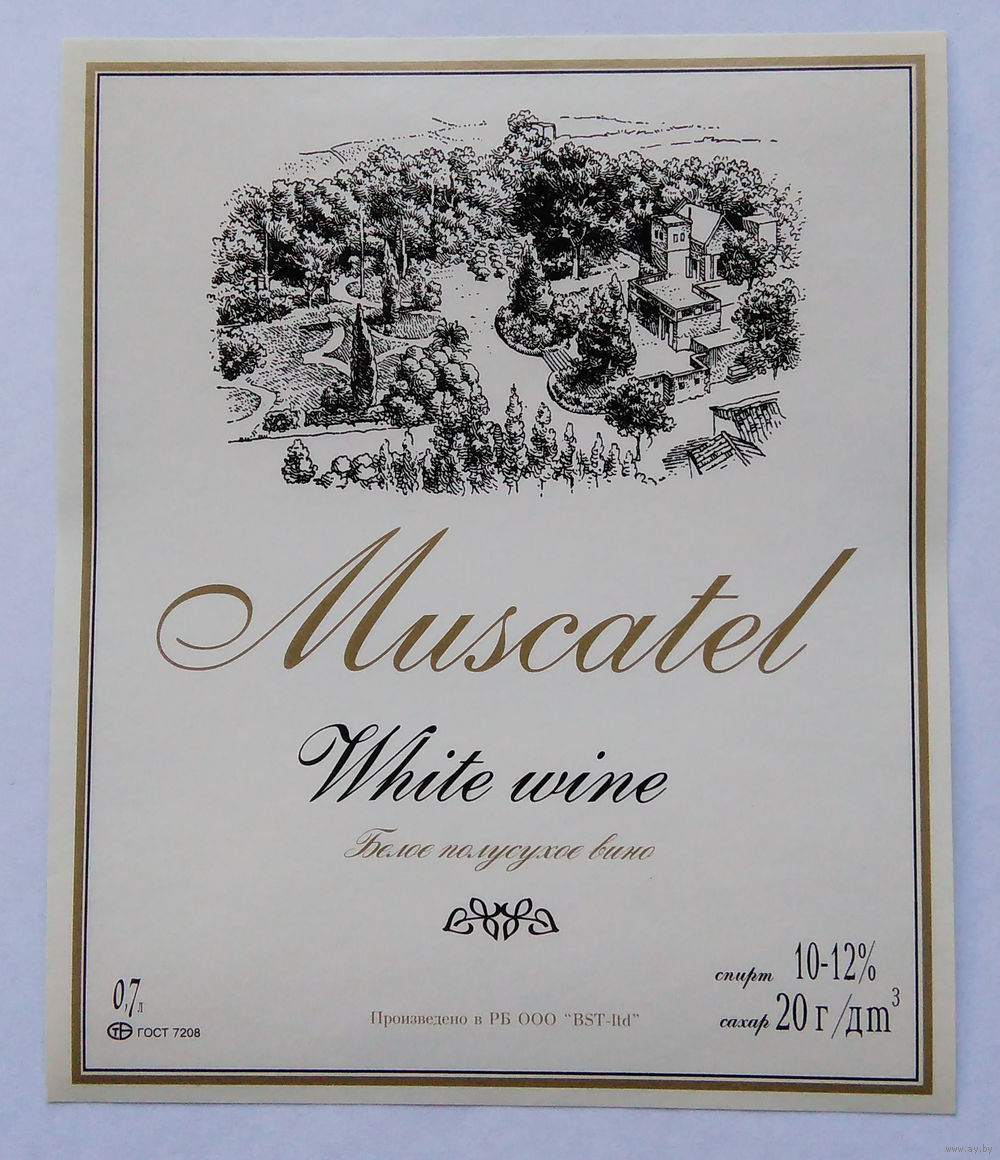 Muscatel
White wine
Белое полусухое вино
0,7л
ГОСТ 7208
Произведено в РБ ООО "BST-ltd"
спирт 10-12%
сахар 20 г/дm³
www.ay.by